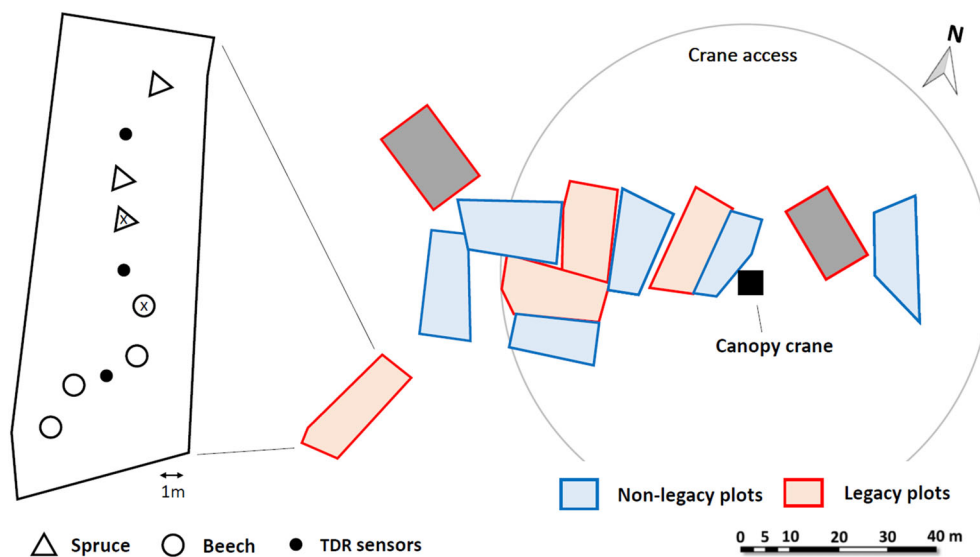 N
Crane access
x
x
Canopy crane
1m
Non-legacy plots
Legacy plots
Spruce
Beech
TDR sensors
0 5 10 20 30 40 m